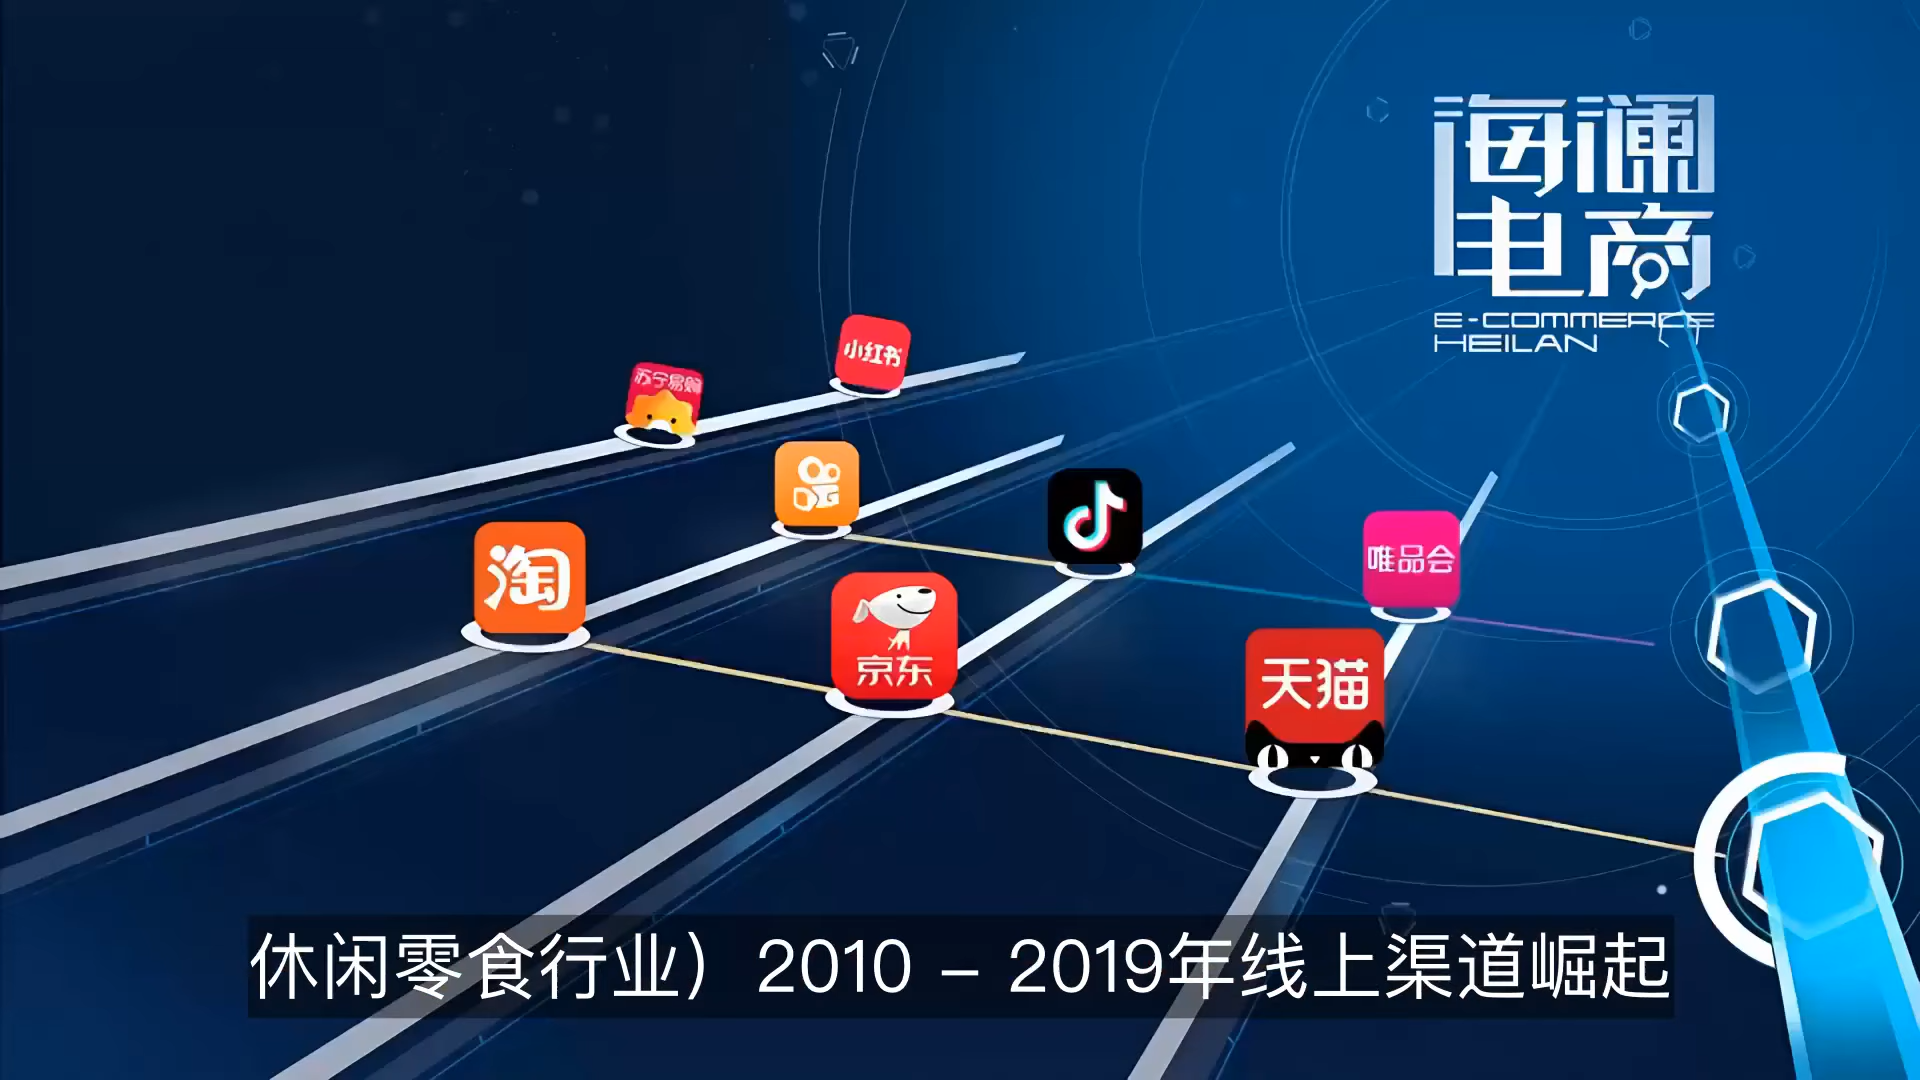 海澜
电商
E-COMMERCE
HEILAN
小红书
苏宁易购
淘
唯品会
京东
天猫
休闲零食行业）2010 – 2019年线上渠道崛起